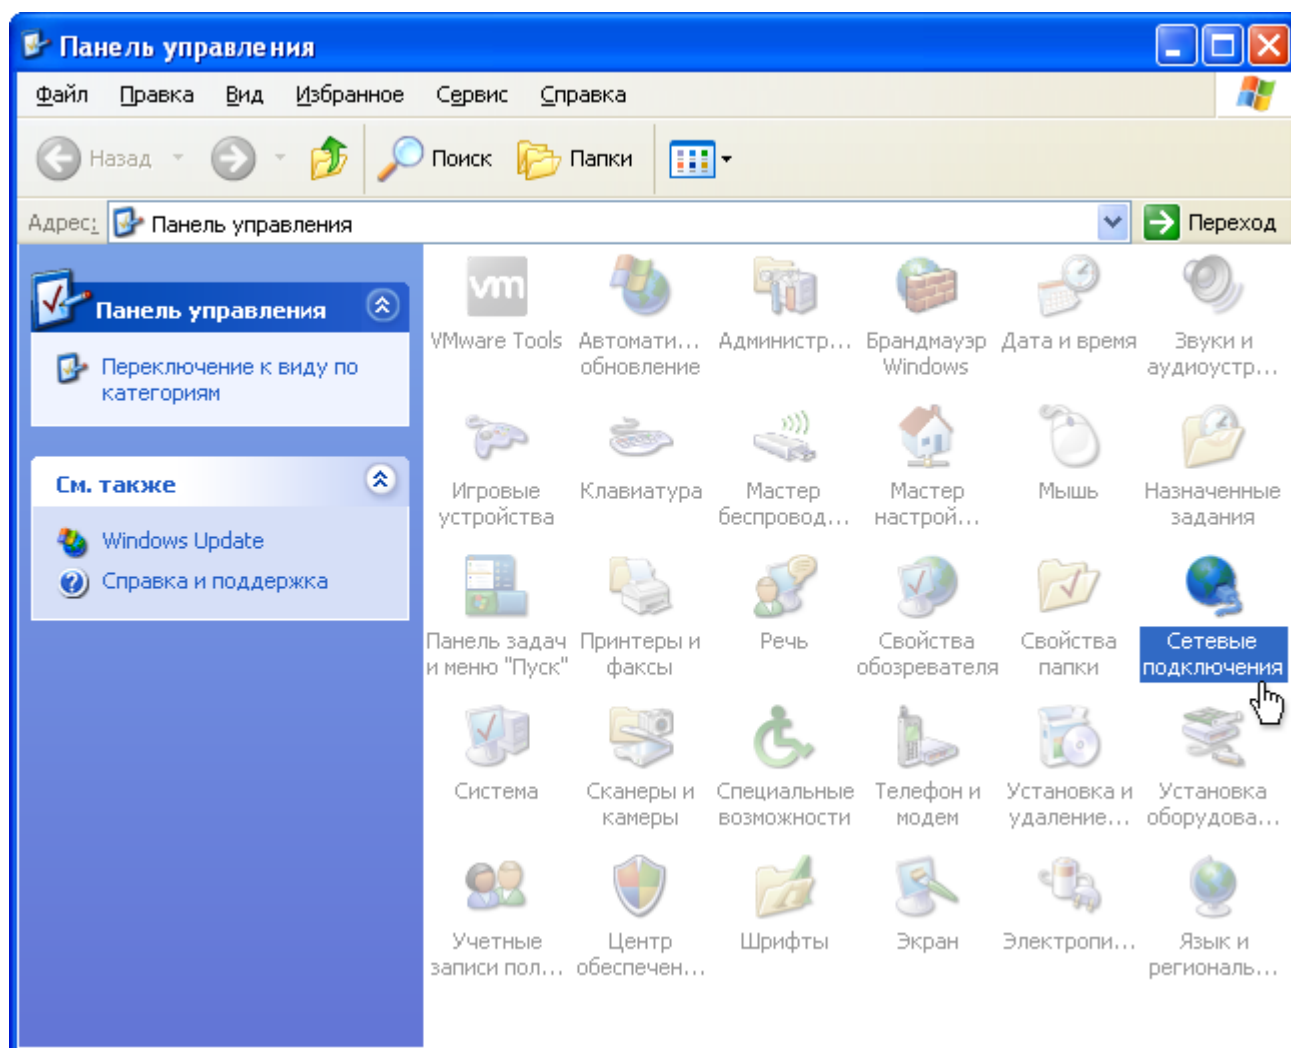 Панель управления
Файл Правка Вид Избранное Сервис Справка
Назад Поиск Папки
Адрес: Панель управления Переход
Панель управления
Переключение к виду по
категориям
См. также
Windows Update
Справка и поддержка
vm
VMware Tools
Автомати...
обновление
Администр...
Брандмауэр
Windows
Дата и время
Звуки и
аудиоустр...
Игровые
устройства
Клавиатура
Мастер
беспровод...
Мастер
настрой...
Мышь
Назначенные
задания
Панель задач
и меню "Пуск"
Принтеры и
факсы
Речь
Свойства
обозревателя
Свойства
папки
Сетевые
подключения
Система
Сканеры и
камеры
Специальные
возможности
Телефон и
модем
Установка и
удаление...
Установка
оборудова...
Учетные
записи пол...
Центр
обеспечен...
Шрифты
Экран
Электропи...
Язык и
региональ...